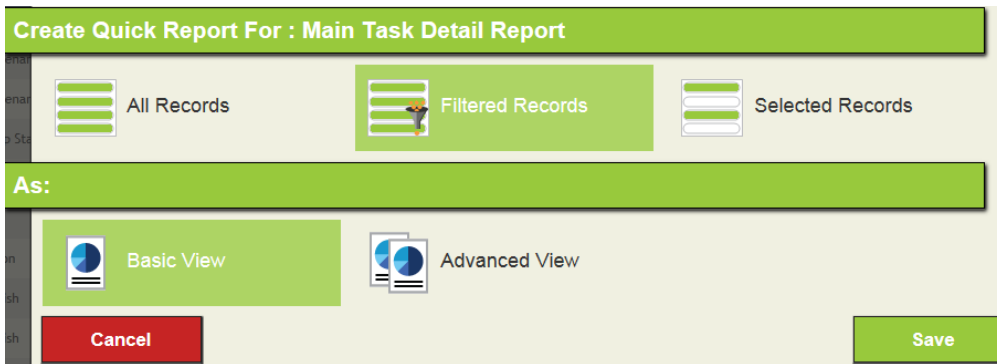 Create Quick Report For : Main Task Detail Report
All Records
Filtered Records
Selected Records
As:
Basic View
Advanced View
Cancel
Save